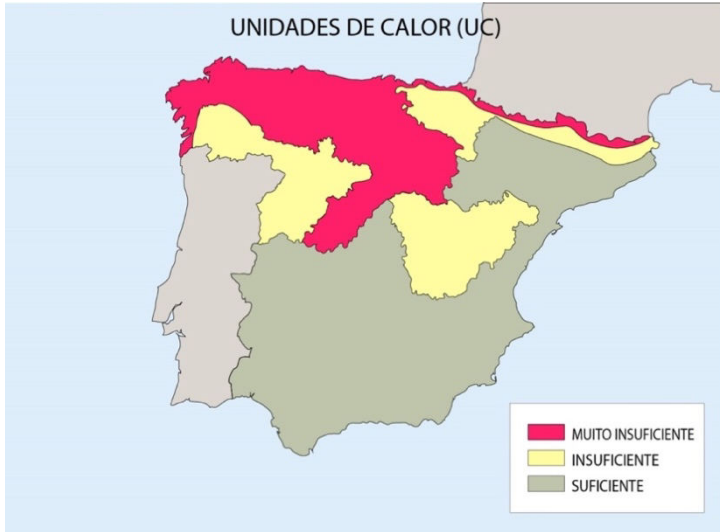 UNIDADES DE CALOR (UC)
MUITO INSUFICIENTE
INSUFICIENTE
SUFICIENTE